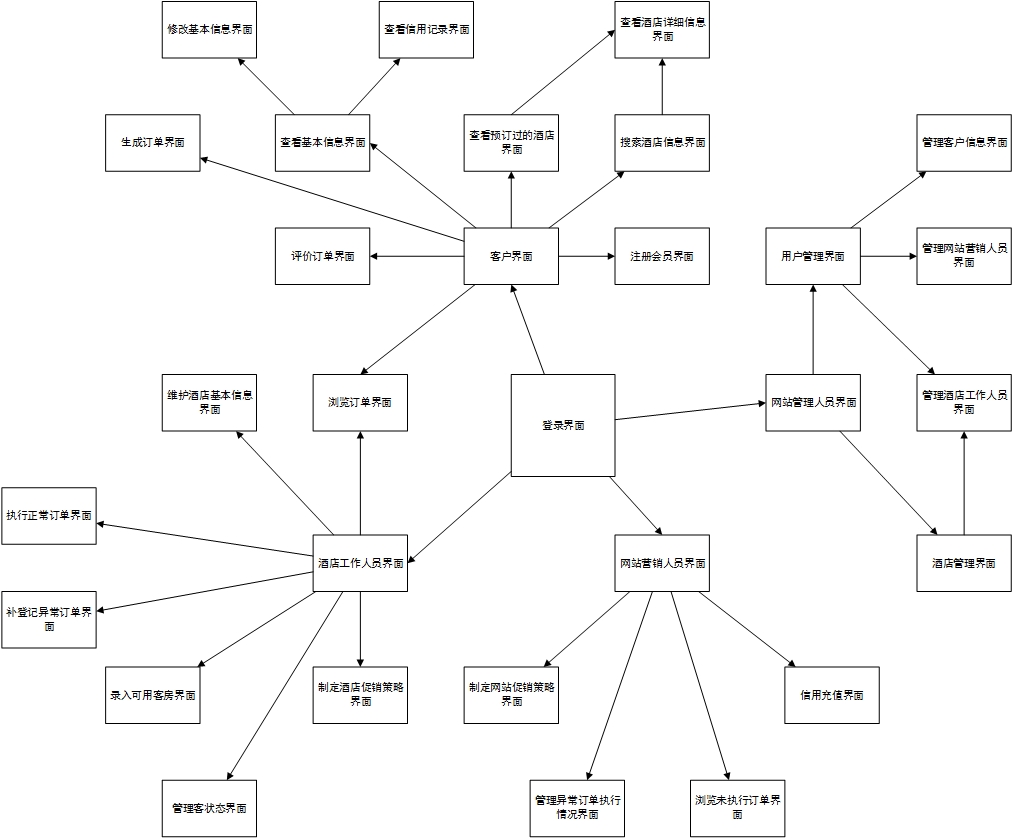 修改基本信息界面
查看信用记录界面
查看酒店详细信息
界面
生成订单界面
查看基本信息界面
查看预订过的酒店
界面
搜索酒店信息界面
管理客户信息界面
评价订单界面
客户界面
注册会员界面
用户管理界面
管理网站营销人员
界面
维护酒店基本信息
界面
浏览订单界面
登录界面
网站管理人员界面
管理酒店工作人员
界面
执行正常订单界面
酒店工作人员界面
网站营销人员界面
酒店管理界面
补登记异常订单界
面
录入可用客房界面
制定酒店促销策略
界面
制定网站促销策略
界面
信用充值界面
管理客状态界面
管理异常订单执行
情况界面
浏览未执行订单界
面